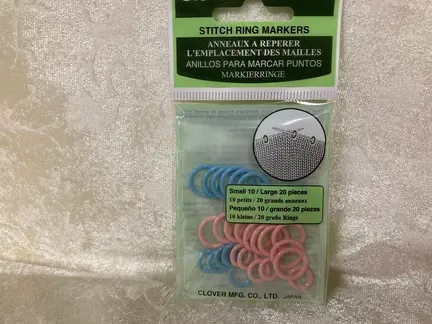 STITCH RING MARKERS
ANNEAUX A REPERER
L'EMPLACEMENT DES MAILLES
ANILLOS PARA MARCAR PUNTOS
MARKIERRINGE
Small 10 / Large 20 pieces
10 petits / 20 grands anneaux
Pequeño 10 / grande 20 piezas
10 kleine / 20 große Ringe
CLOVER MFG. CO., LTD. JAPAN